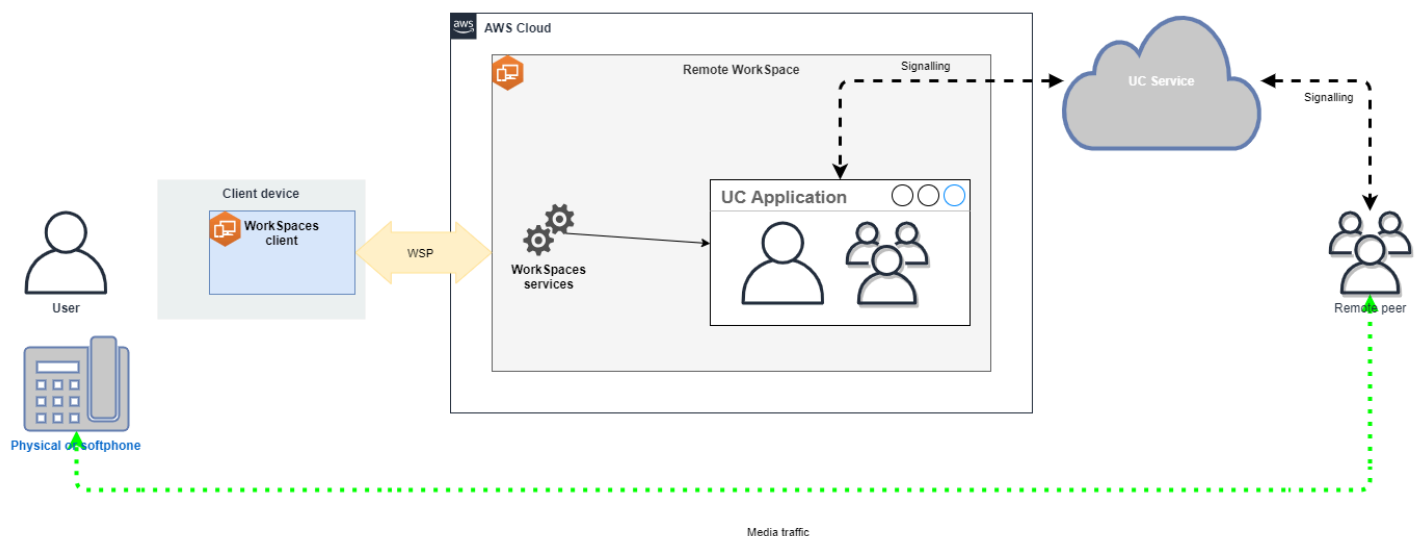 aws
AWS Cloud
Remote WorkSpace
Signalling
UC Service
Signalling
Client device
WorkSpaces
client
UC Application
WSP
WorkSpaces
services
User
Remote peer
Physical or softphone
Media traffic